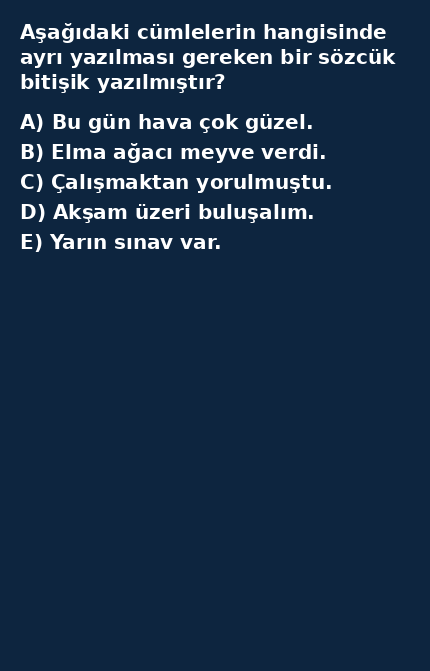 Aşağıdaki cümlelerin hangisinde
ayrı yazılması gereken bir sözcük
bitişik yazılmıştır?
A) Bu gün hava çok güzel.
B) Elma ağacı meyve verdi.
C) Çalışmaktan yorulmuştu.
D) Akşam üzeri buluşalım.
E) Yarın sınav var.